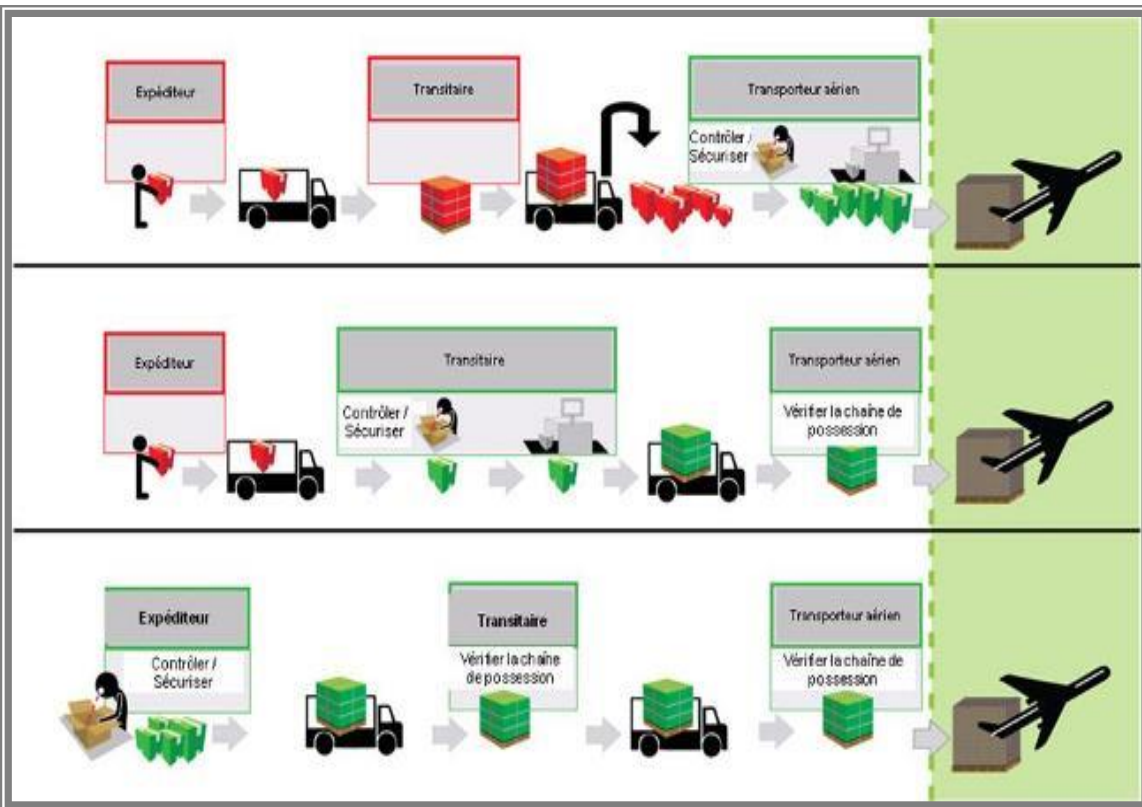 Expéditeur
Transitaire
Transporteur aérien
Contrôler /
Sécuriser
Expéditeur
Transitaire
Transporteur aérien
Contrôler /
Sécuriser
Vérifier la chaîne de
possession
Expéditeur
Transitaire
Transporteur aérien
Contrôler /
Sécuriser
Vérifier la chaîne
de possession
Vérifier la chaîne de
possession